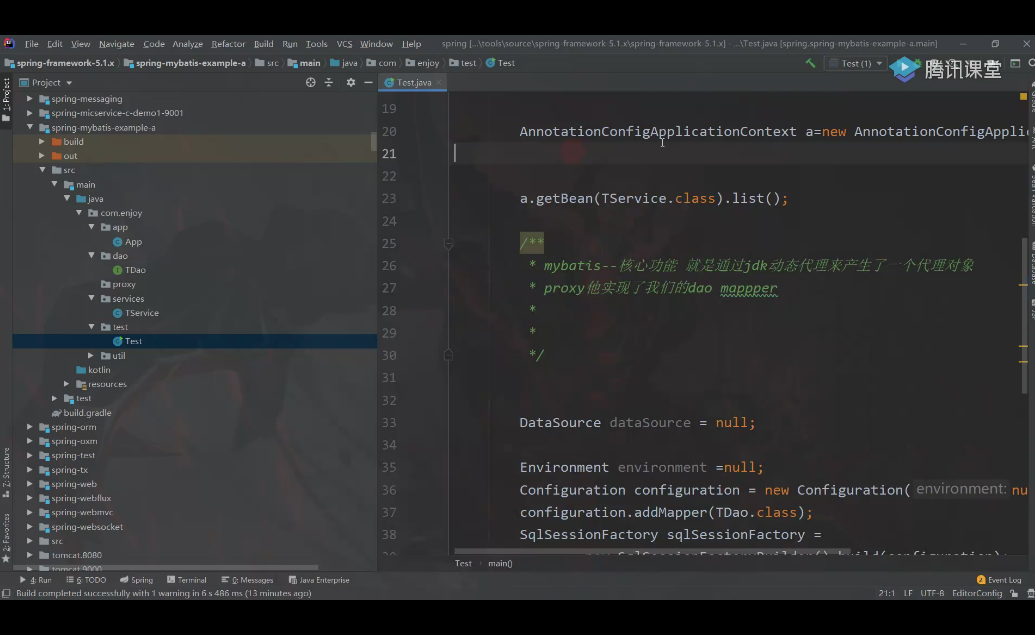 File Edit View Navigate Code Analyze Refactor Build Run Tools VCS Window Help spring [...\tools\source\spring-framework-5.1.x\spring-framework-5.1.x] - ...\Test.java [spring.spring-mybatis-example-a.main]
spring-framework-5.1.x spring-mybatis-example-a src main java com enjoy test Test Test (1)
腾讯课堂
1: Project
Project
Test.java
spring-messaging
spring-micservice-c-demo1-9001
spring-mybatis-example-a
build
out
src
main
java
com.enjoy
app
App
dao
TDao
proxy
services
TService
test
Test
util
kotlin
resources
test
build.gradle
spring-orm
spring-oxm
spring-test
spring-tx
spring-web
spring-webflux
spring-webmvc
spring-websocket
src
tomcat.8080
tomcat.9000
Z: Structure
2: Favorites
19
20 AnnotationConfigApplicationContext a=new AnnotationConfigApplic
21
22
23 a.getBean(TService.class).list();
24
25 /**
26 * mybatis--核心功能 就是通过jdk动态代理来产生了一个代理对象
27 * proxy他实现了我们的dao mappper
28 *
29 *
30 */
31
32
33 DataSource dataSource = null;
34
35 Environment environment =null;
36 Configuration configuration = new Configuration( environment: nu
37 configuration.addMapper(TDao.class);
38 SqlSessionFactory sqlSessionFactory =
39 new SqlSessionFactoryBuilder().build(configuration);
Test main()
4: Run 6: TODO Spring Terminal 0: Messages Java Enterprise 2 Event Log
Build completed successfully with 1 warning in 6 s 486 ms (13 minutes ago) 21:1 LF UTF-8 EditorConfig